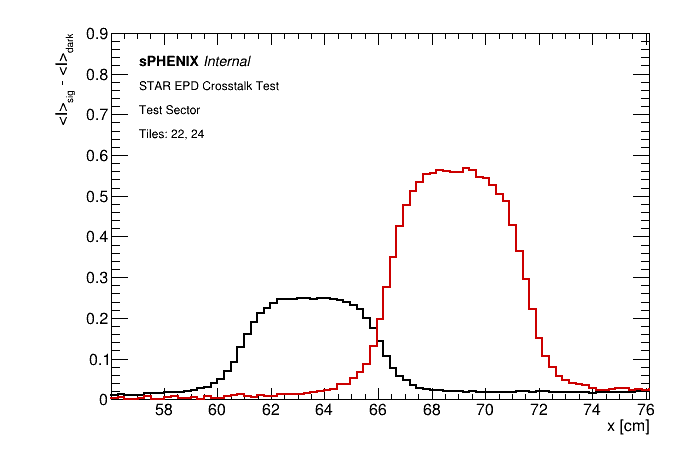 <I>sig - <I>dark
0.9
0.8
0.7
0.6
0.5
0.4
0.3
0.2
0.1
0
sPHENIX Internal
STAR EPD Crosstalk Test
Test Sector
Tiles: 22, 24
58 60 62 64 66 68 70 72 74 76
x [cm]